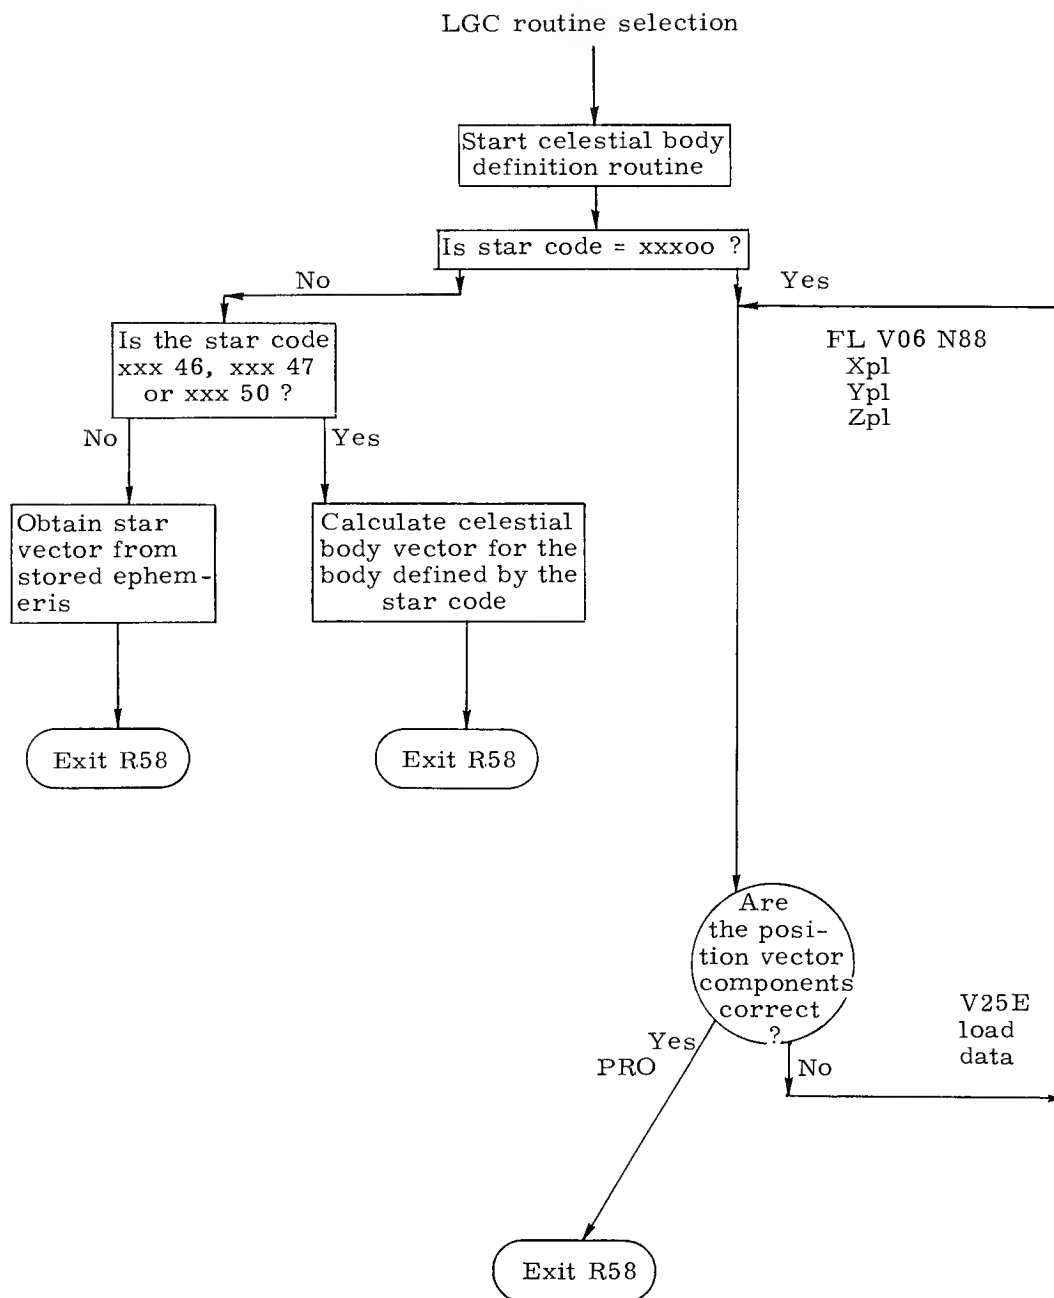 LGC routine selection
Start celestial body
definition routine
Is star code = xxxoo ?
No
Yes
Is the star code
xxx 46, xxx 47
or xxx 50 ?
FL V06 N88
Xpl
Ypl
Zpl
No
Yes
Obtain star
vector from
stored ephem-
eris
Calculate celestial
body vector for the
body defined by the
star code
Exit R58
Exit R58
Are
the posi-
tion vector
components
correct
?
Yes
PRO
No
V25E
load
data
Exit R58